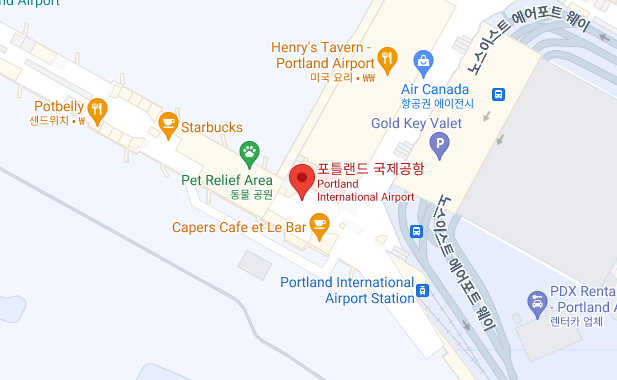 and Airport
노스이스트 에어포트 웨이
Henry's Tavern -
Portland Airport
미국 요리 • ₩₩
Air Canada
항공권 에이전시
Potbelly
샌드위치 • ₩
Starbucks
Gold Key Valet
P
Pet Relief Area
동물 공원
포틀랜드 국제공항
Portland
International Airport
Capers Cafe et Le Bar
노스이스트 에어포트 웨이
Portland International
Airport Station
PDX Renta
- Portland A
렌터카 업체